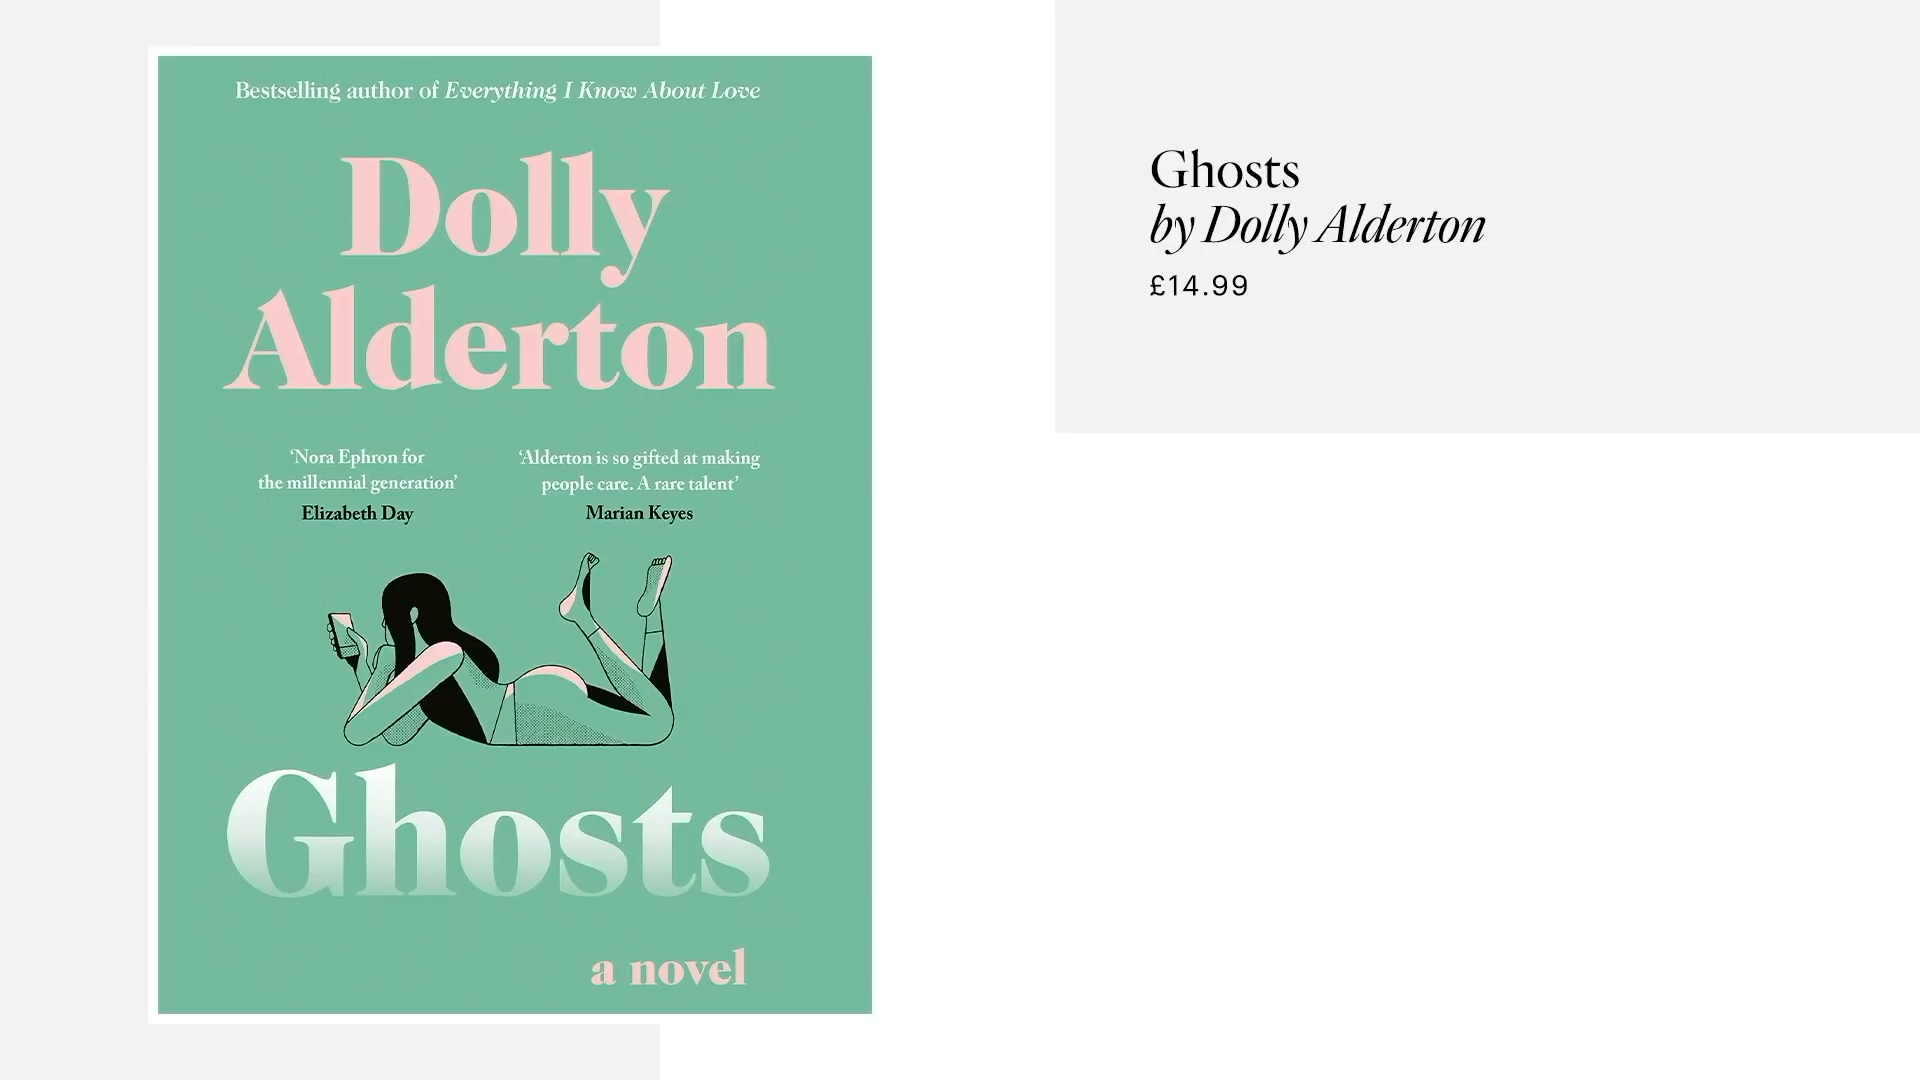 Bestselling author of Everything I Know About Love
Dolly
Alderton
‘Nora Ephron for
the millennial generation’
Elizabeth Day
‘Alderton is so gifted at making
people care. A rare talent’
Marian Keyes
Ghosts
a novel
Ghosts
by Dolly Alderton
£14.99